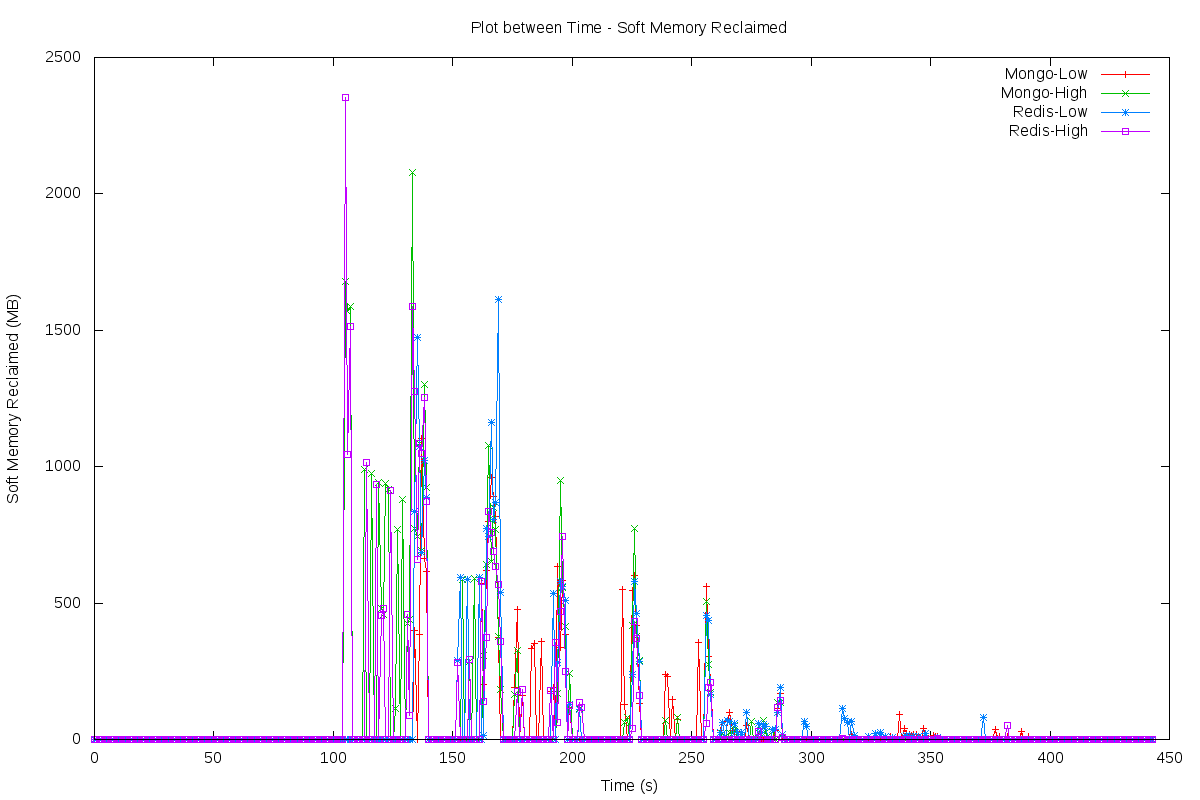 Plot between Time - Soft Memory Reclaimed
2500
2000
1500
1000
500
0
Soft Memory Reclaimed (MB)
Mongo-Low
Mongo-High
Redis-Low
Redis-High
0 50 100 150 200 250 300 350 400 450
Time (s)